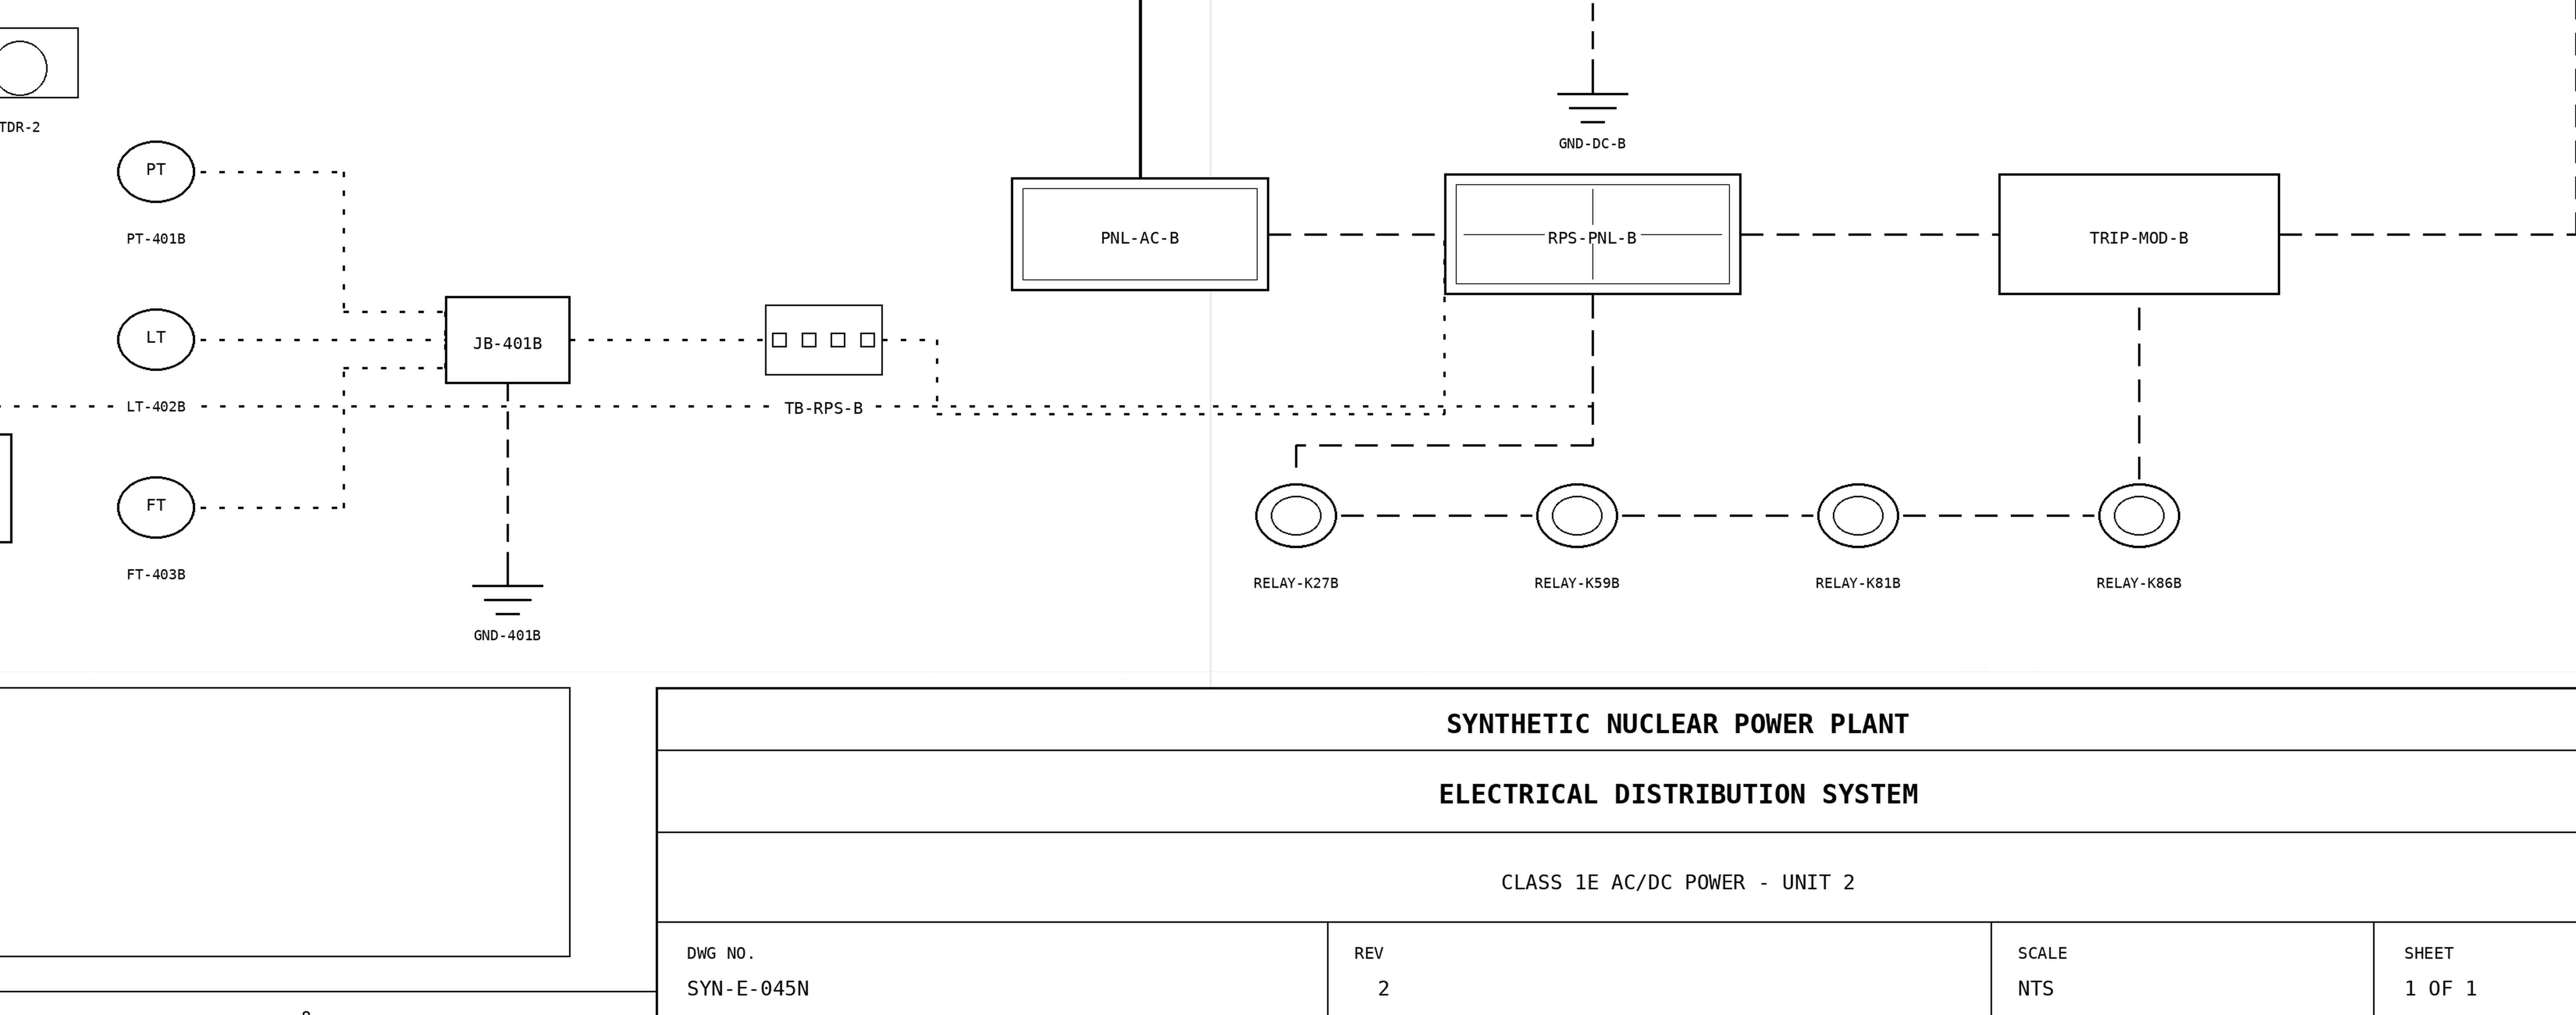 TDR-2
PT
PT-401B
LT
LT-402B
FT
FT-403B
JB-401B
GND-401B
TB-RPS-B
PNL-AC-B
GND-DC-B
RPS-PNL-B
TRIP-MOD-B
RELAY-K27B
RELAY-K59B
RELAY-K81B
RELAY-K86B
SYNTHETIC NUCLEAR POWER PLANT
ELECTRICAL DISTRIBUTION SYSTEM
CLASS 1E AC/DC POWER - UNIT 2
DWG NO.
SYN-E-045N
REV
2
SCALE
NTS
SHEET
1 OF 1